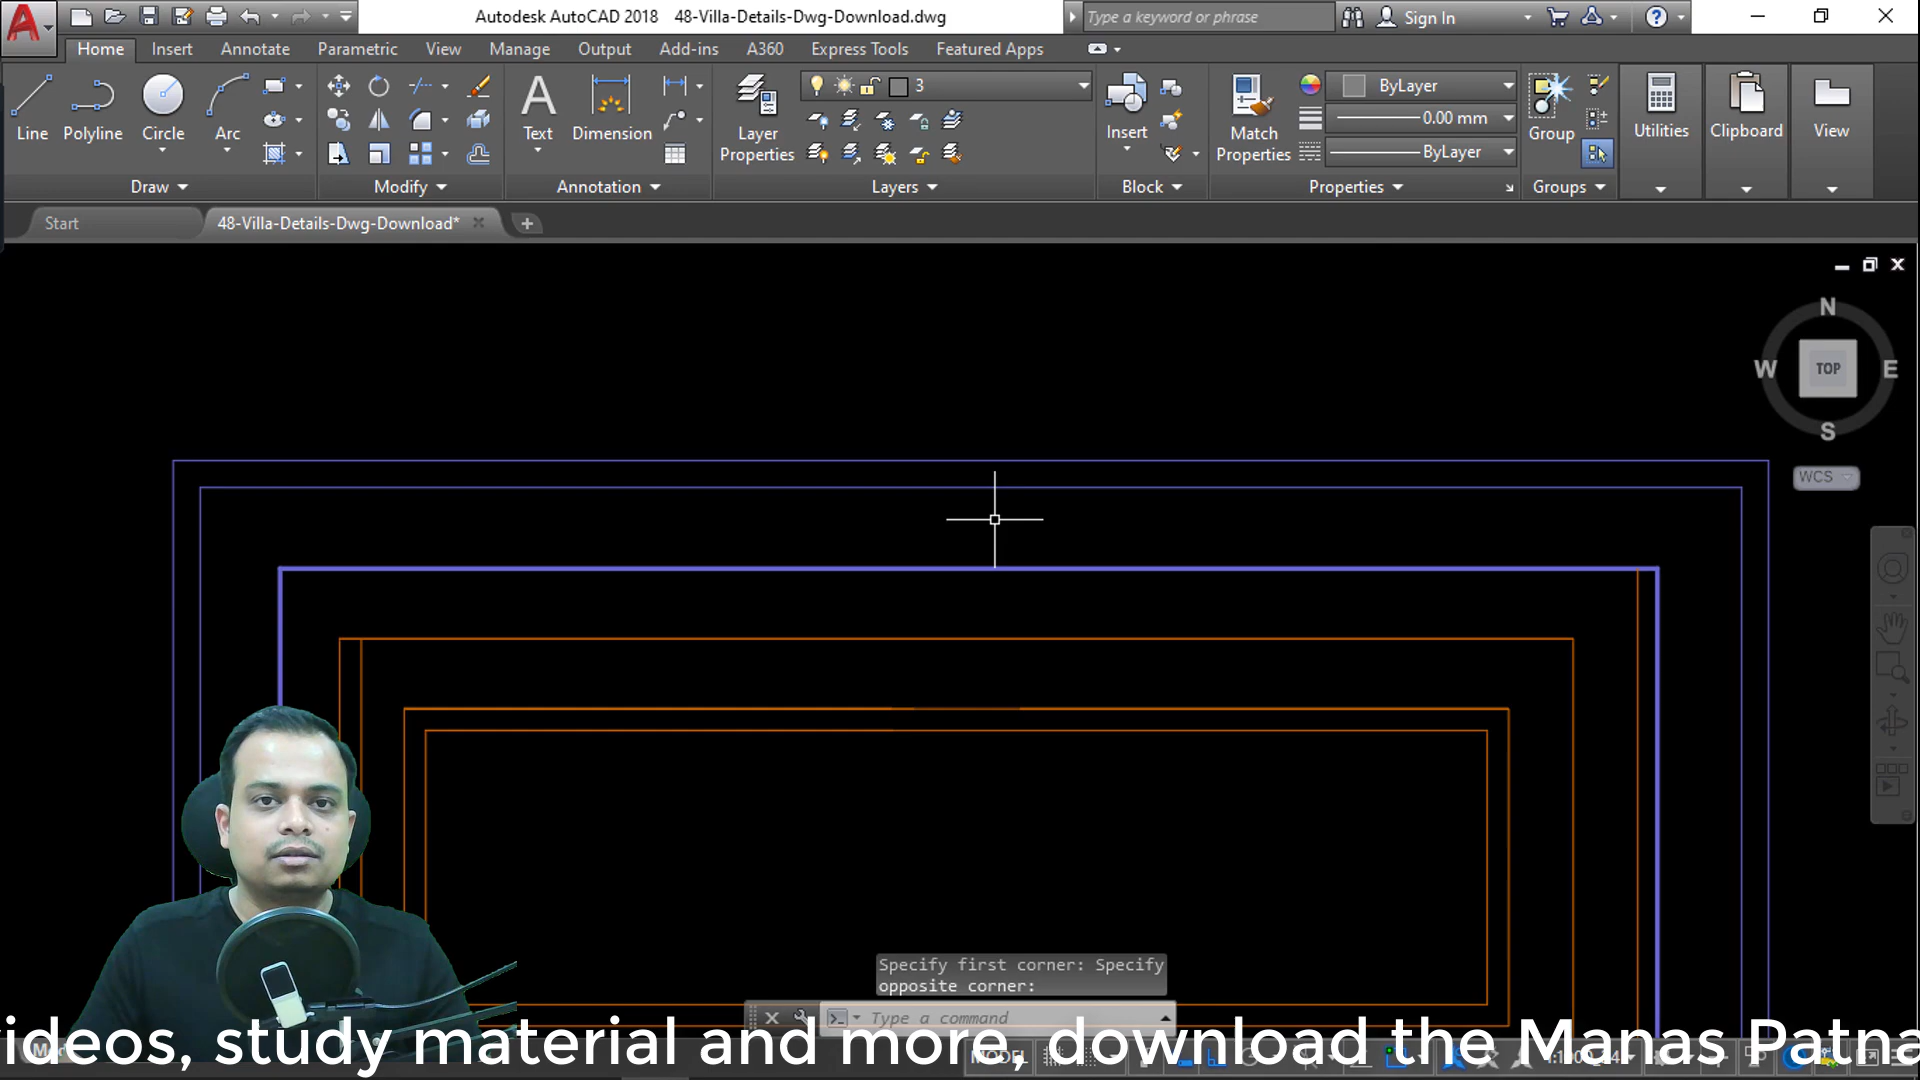 Autodesk AutoCAD 2018 48-Villa-Details-Dwg-Download.dwg
Type a keyword or phrase
Sign In
Home Insert Annotate Parametric View Manage Output Add-ins A360 Express Tools Featured Apps
3
ByLayer
0.00 mm
ByLayer
Line Polyline Circle Arc
Text Dimension
Layer Properties
Insert
Match Properties
Group
Utilities
Clipboard
View
Draw Modify Annotation Layers Block Properties Groups
Start
48-Villa-Details-Dwg-Download*
N
W TOP E
S
WCS
Specify first corner: Specify
opposite corner:
Type a command
videos, study material and more, download the Manas Patna
MODEL